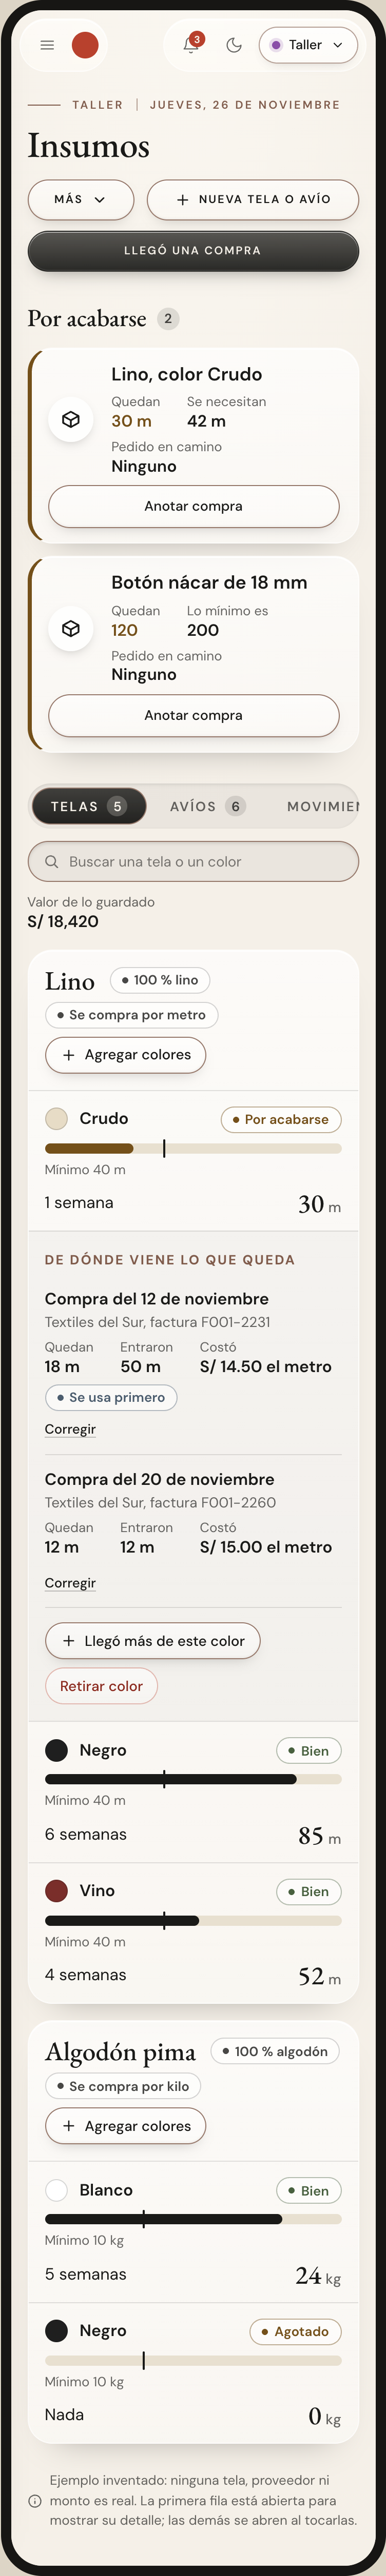 3
Taller
TALLER | JUEVES, 26 DE NOVIEMBRE
Insumos
MÁS
NUEVA TELA O AVÍO
LLEGÓ UNA COMPRA
Por acabarse 2
Lino, color Crudo
Quedan Se necesitan
30 m 42 m
Pedido en camino
Ninguno
Anotar compra
Botón nácar de 18 mm
Quedan Lo mínimo es
120 200
Pedido en camino
Ninguno
Anotar compra
TELAS 5 AVÍOS 6 MOVIMIEN
Buscar una tela o un color
Valor de lo guardado
S/ 18,420
Lino 100 % lino
Se compra por metro
Agregar colores
Crudo Por acabarse
Mínimo 40 m
1 semana 30 m
DE DÓNDE VIENE LO QUE QUEDA
Compra del 12 de noviembre
Textiles del Sur, factura F001-2231
Quedan Entraron Costó
18 m 50 m S/ 14.50 el metro
Se usa primero
Corregir
Compra del 20 de noviembre
Textiles del Sur, factura F001-2260
Quedan Entraron Costó
12 m 12 m S/ 15.00 el metro
Corregir
Llegó más de este color
Retirar color
Negro Bien
Mínimo 40 m
6 semanas 85 m
Vino Bien
Mínimo 40 m
4 semanas 52 m
Algodón pima 100 % algodón
Se compra por kilo
Agregar colores
Blanco Bien
Mínimo 10 kg
5 semanas 24 kg
Negro Agotado
Mínimo 10 kg
Nada 0 kg
Ejemplo inventado: ninguna tela, proveedor ni
monto es real. La primera fila está abierta para
mostrar su detalle; las demás se abren al tocarlas.